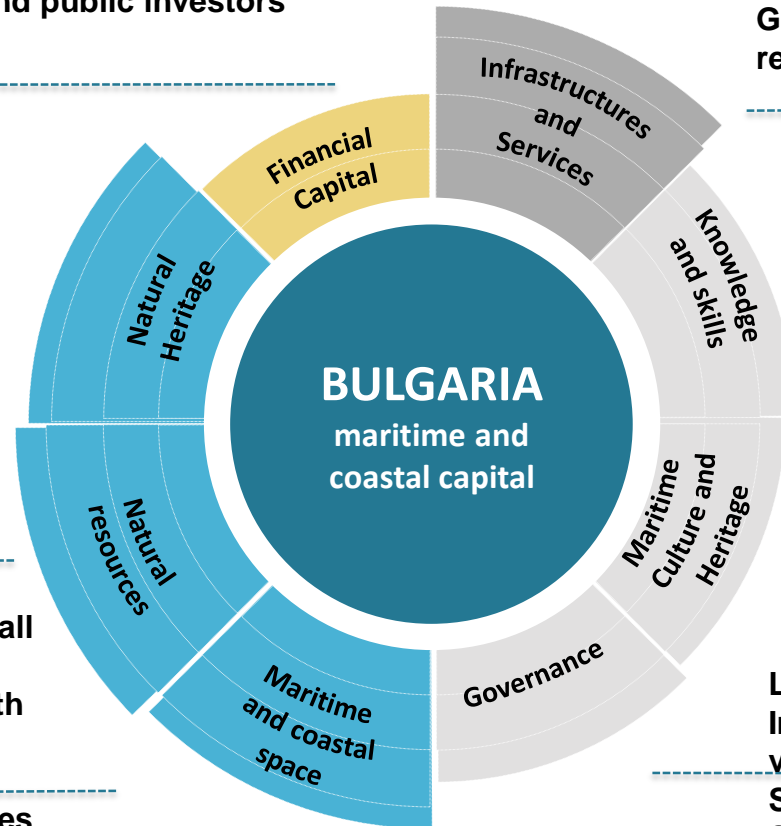 nd public investors
G
re
Infrastructures
and
Services
Financial
Capital
Knowledge
and skills
Natural
Heritage
BULGARIA
maritime and
coastal capital
Maritime
Culture and
Heritage
Natural
resources
all
th
Governance
Maritime
and coastal
space
L
I
v
S
es